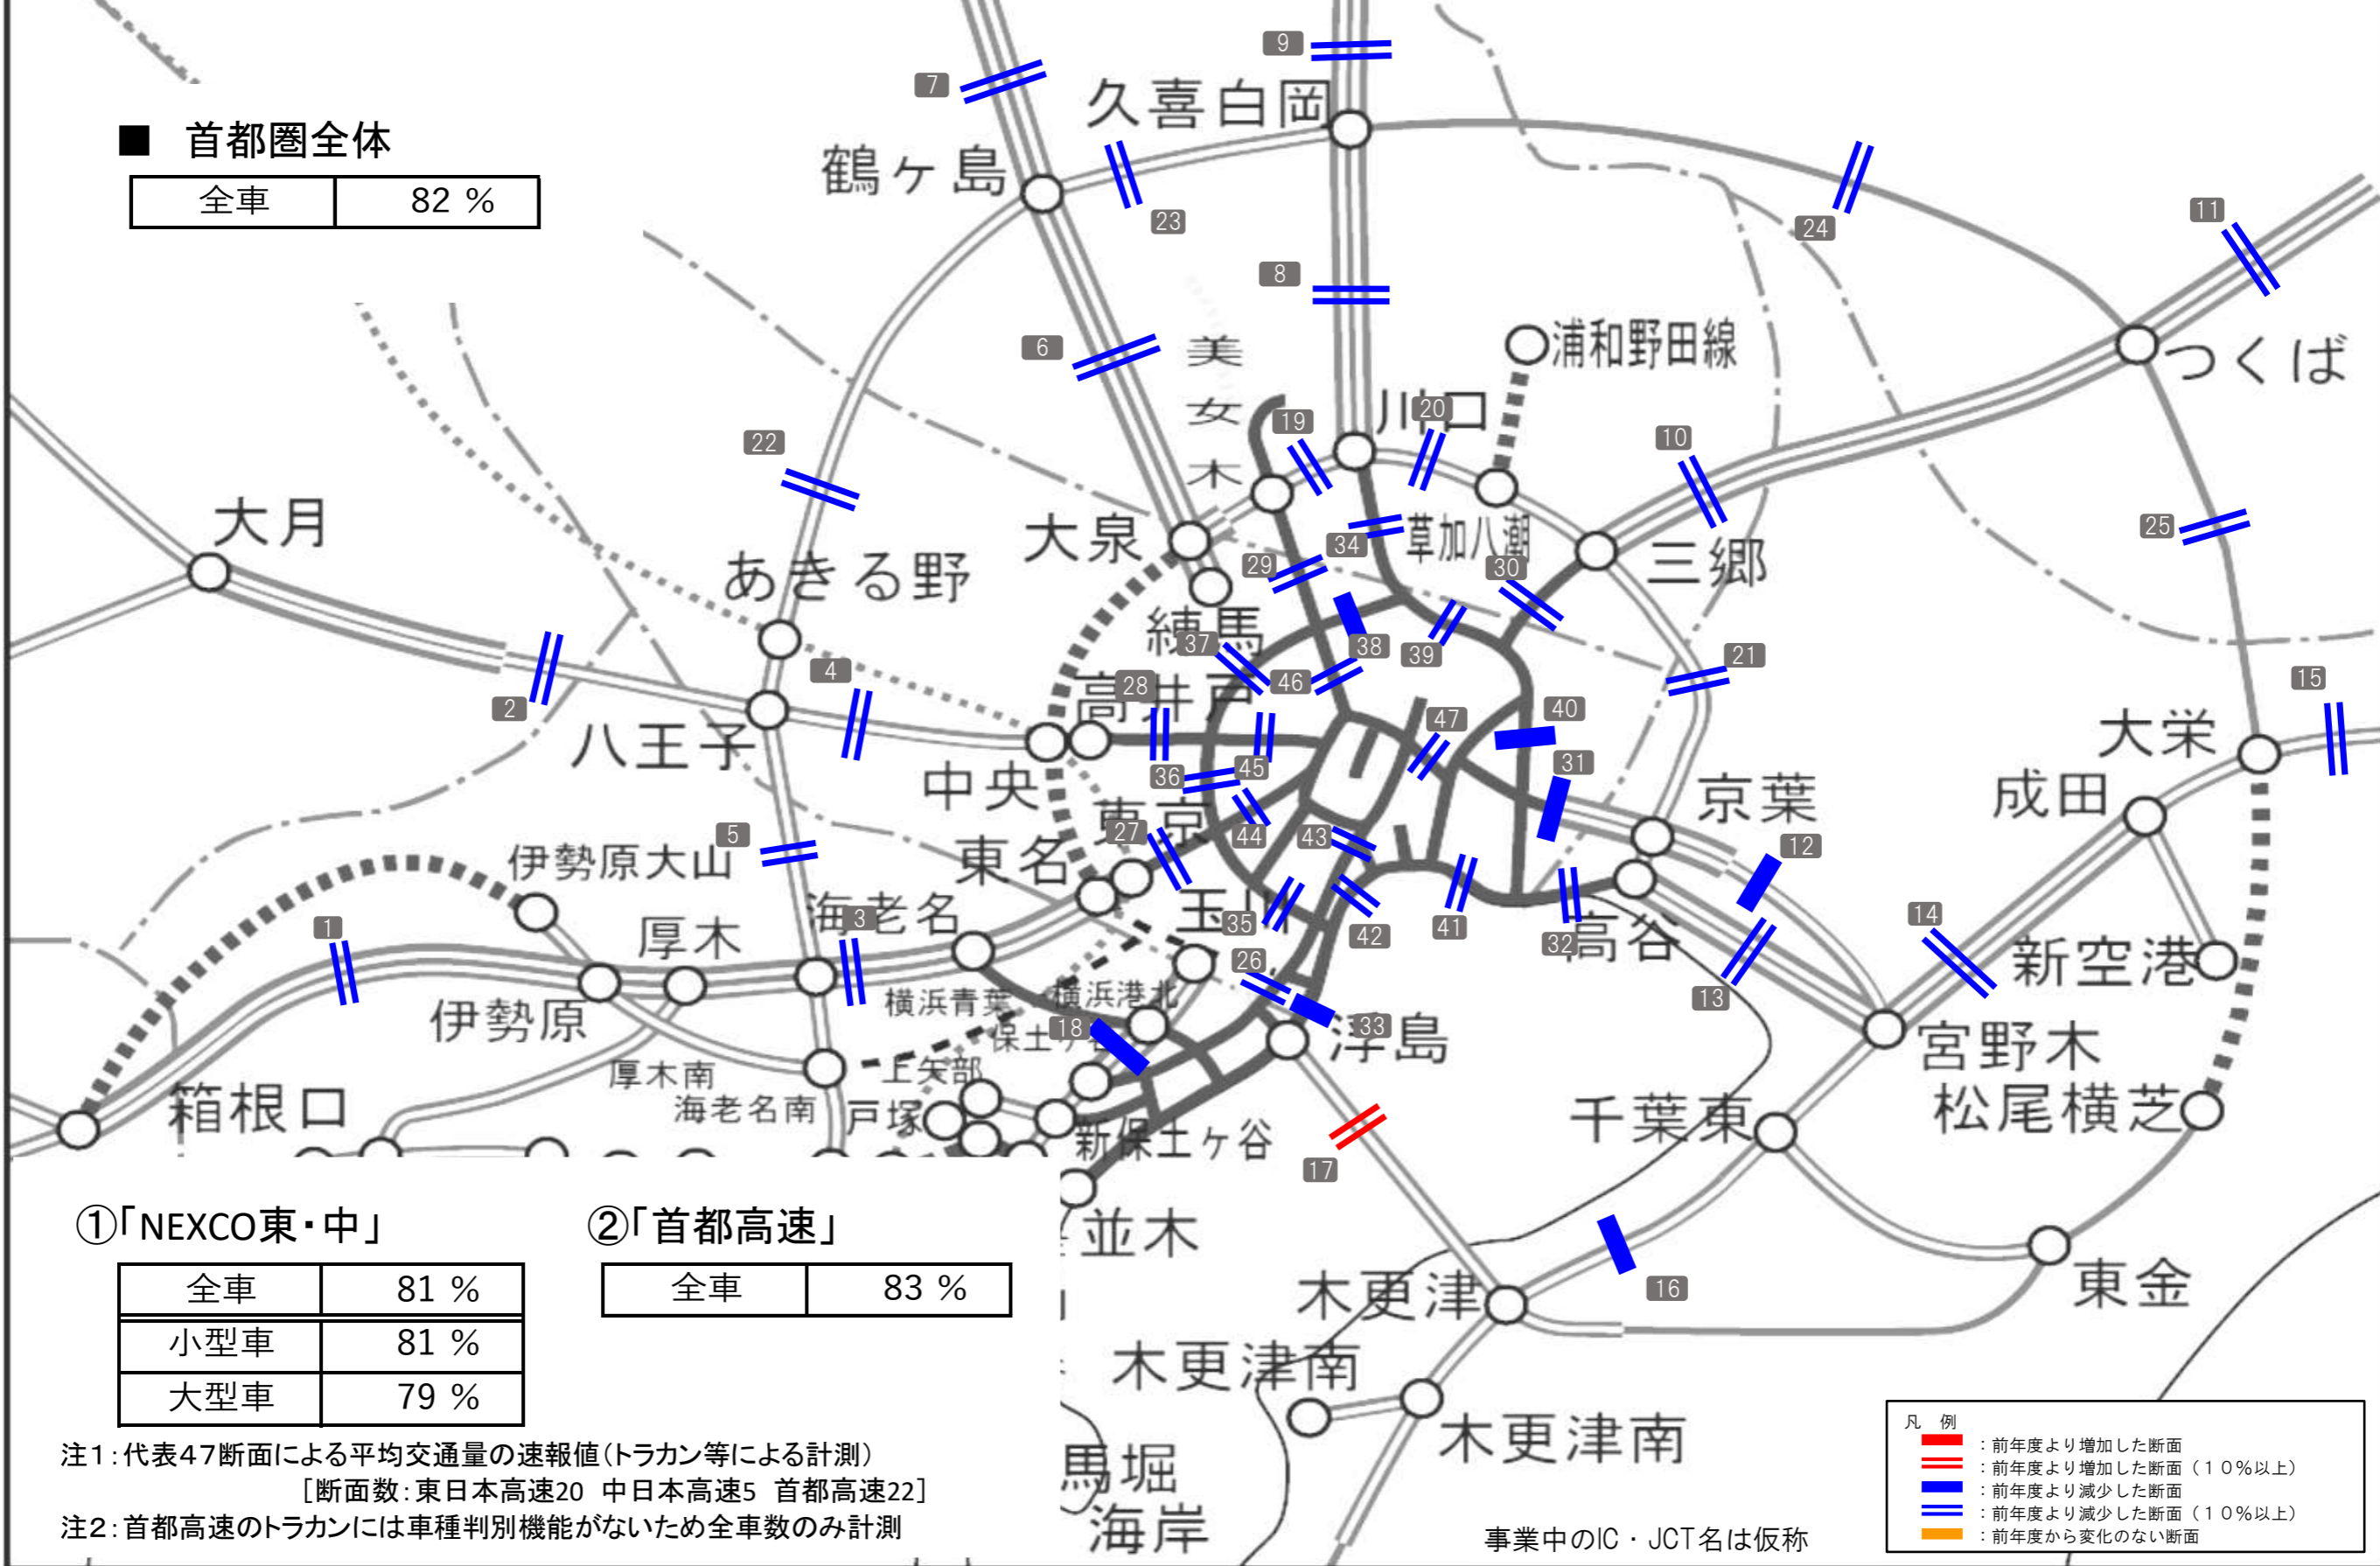 ■ 首都圏全体
全車 82 %
9
7
久喜白岡
鶴ヶ島
23
24
11
8
6
美女木
浦和野田線
つくば
川口
20
19
10
22
大月
大泉
34
草加八潮
25
あきる野
29
30
三郷
練馬
37
38
39
21
4
28
高井戸
46
15
2
47
40
八王子
大栄
31
中央
36
45
京葉
成田
5
東京
27
44
43
12
伊勢原大山
東名
海老名
3
玉川
1
厚木
35
42
41
32
高谷
14
新空港
26
伊勢原
横浜青葉
横浜港北
13
18
保土ヶ谷
33
浮島
宮野木
厚木南
上矢部
箱根口
海老名南
戸塚
千葉東
松尾横芝
新保土ヶ谷
17
①「NEXCO東・中」
②「首都高速」
並木
全車 81 %
小型車 81 %
大型車 79 %
全車 83 %
16
木更津
東金
木更津南
木更津南
馬堀
海岸
注1：代表47断面による平均交通量の速報値（トラカン等による計測）
［断面数：東日本高速20 中日本高速5 首都高速22］
注2：首都高速のトラカンには車種判別機能がないため全車数のみ計測
事業中のIC・JCT名は仮称
凡 例
：前年度より増加した断面
：前年度より増加した断面（１０％以上）
：前年度より減少した断面
：前年度より減少した断面（１０％以上）
：前年度から変化のない断面